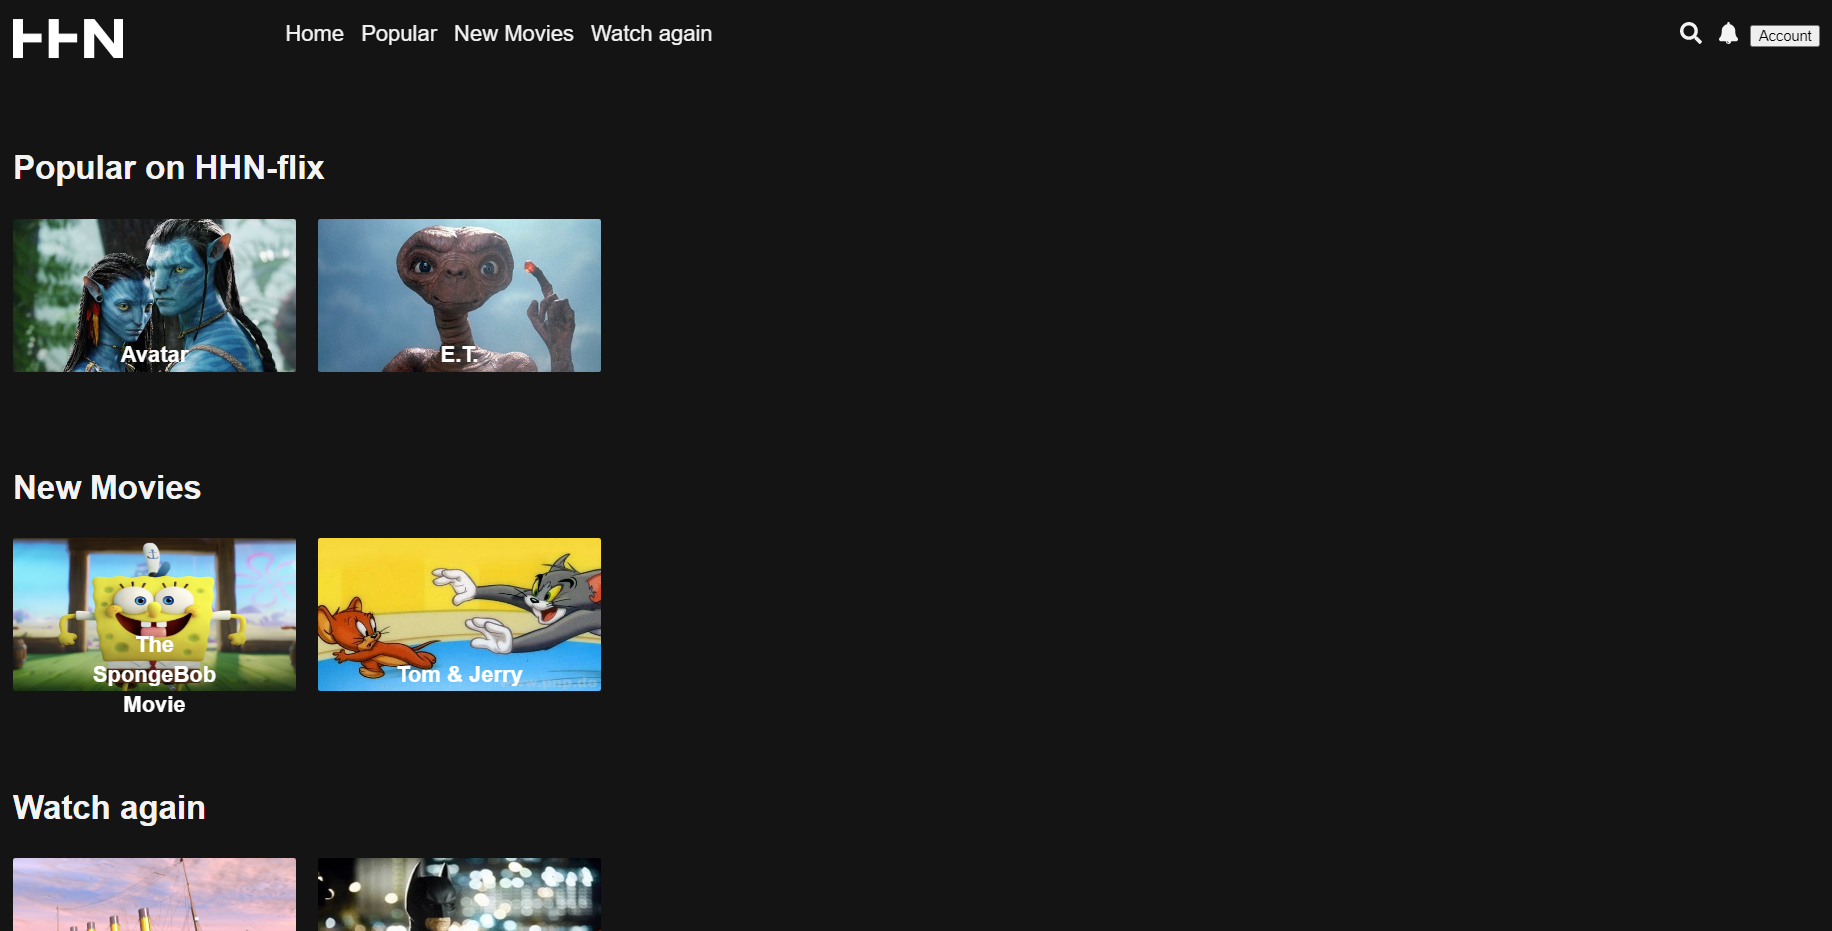 HHN
Home Popular New Movies Watch again
Account
Popular on HHN-flix
Avatar
E.T.
New Movies
The
SpongeBob
Movie
Tom & Jerry
Watch again